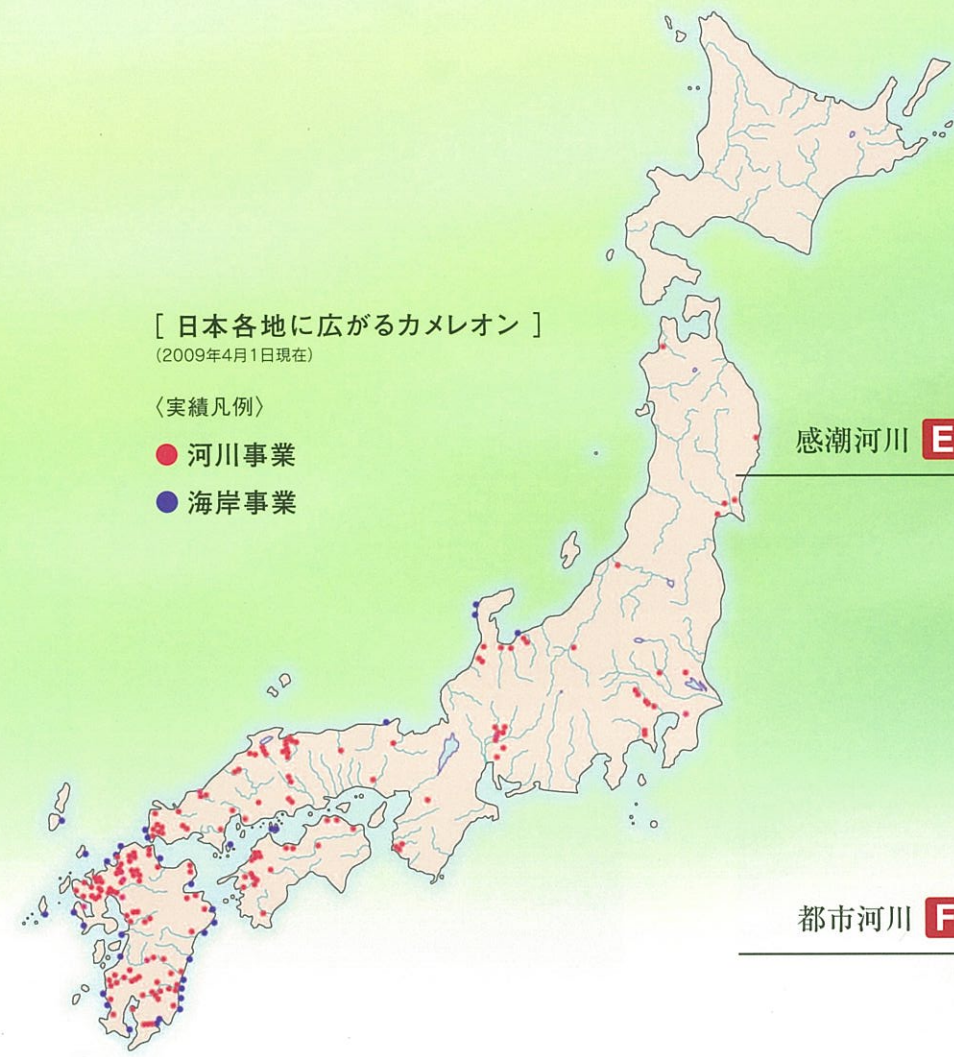 [ 日本各地に広がるカメレオン ]
(2009年4月1日現在)
〈実績凡例〉
河川事業
海岸事業
感潮河川 E
都市河川 F